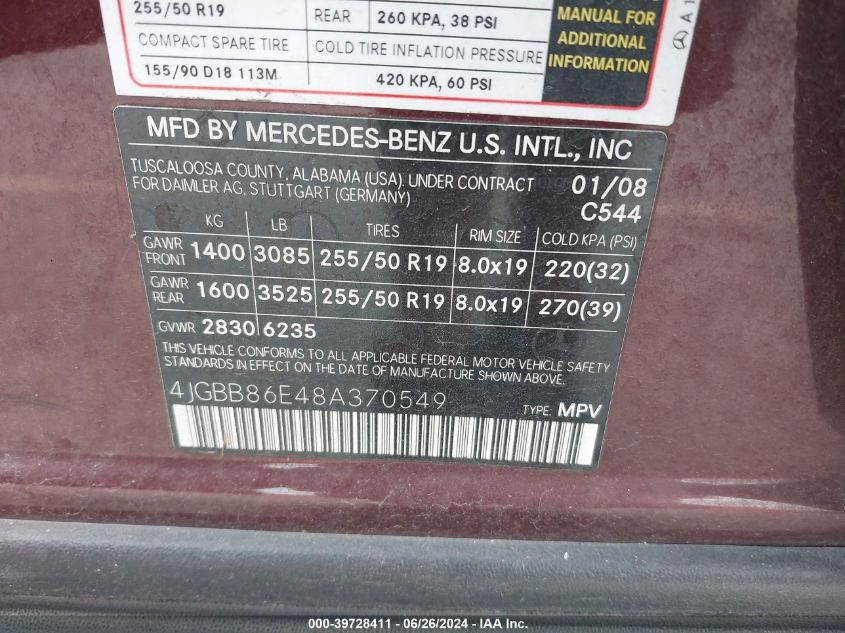 255/50 R19 REAR 260 KPA, 38 PSI
COMPACT SPARE TIRE COLD TIRE INFLATION PRESSURE
155/90 D18 113M 420 KPA, 60 PSI
MANUAL FOR
ADDITIONAL
INFORMATION
MFD BY MERCEDES-BENZ U.S. INTL., INC
TUSCALOOSA COUNTY, ALABAMA (USA). UNDER CONTRACT
FOR DAIMLER AG, STUTTGART (GERMANY)
01/08
C544
KG LB TIRES RIM SIZE COLD KPA (PSI)
GAWR FRONT 1400 3085 255/50 R19 8.0x19 220(32)
GAWR REAR 1600 3525 255/50 R19 8.0x19 270(39)
GVWR 2830 6235
THIS VEHICLE CONFORMS TO ALL APPLICABLE FEDERAL MOTOR VEHICLE SAFETY
STANDARDS IN EFFECT ON THE DATE OF MANUFACTURE SHOWN ABOVE.
4JGBB86E48A370549
TYPE: MPV
000-39728411 - 06/26/2024 - IAA Inc.